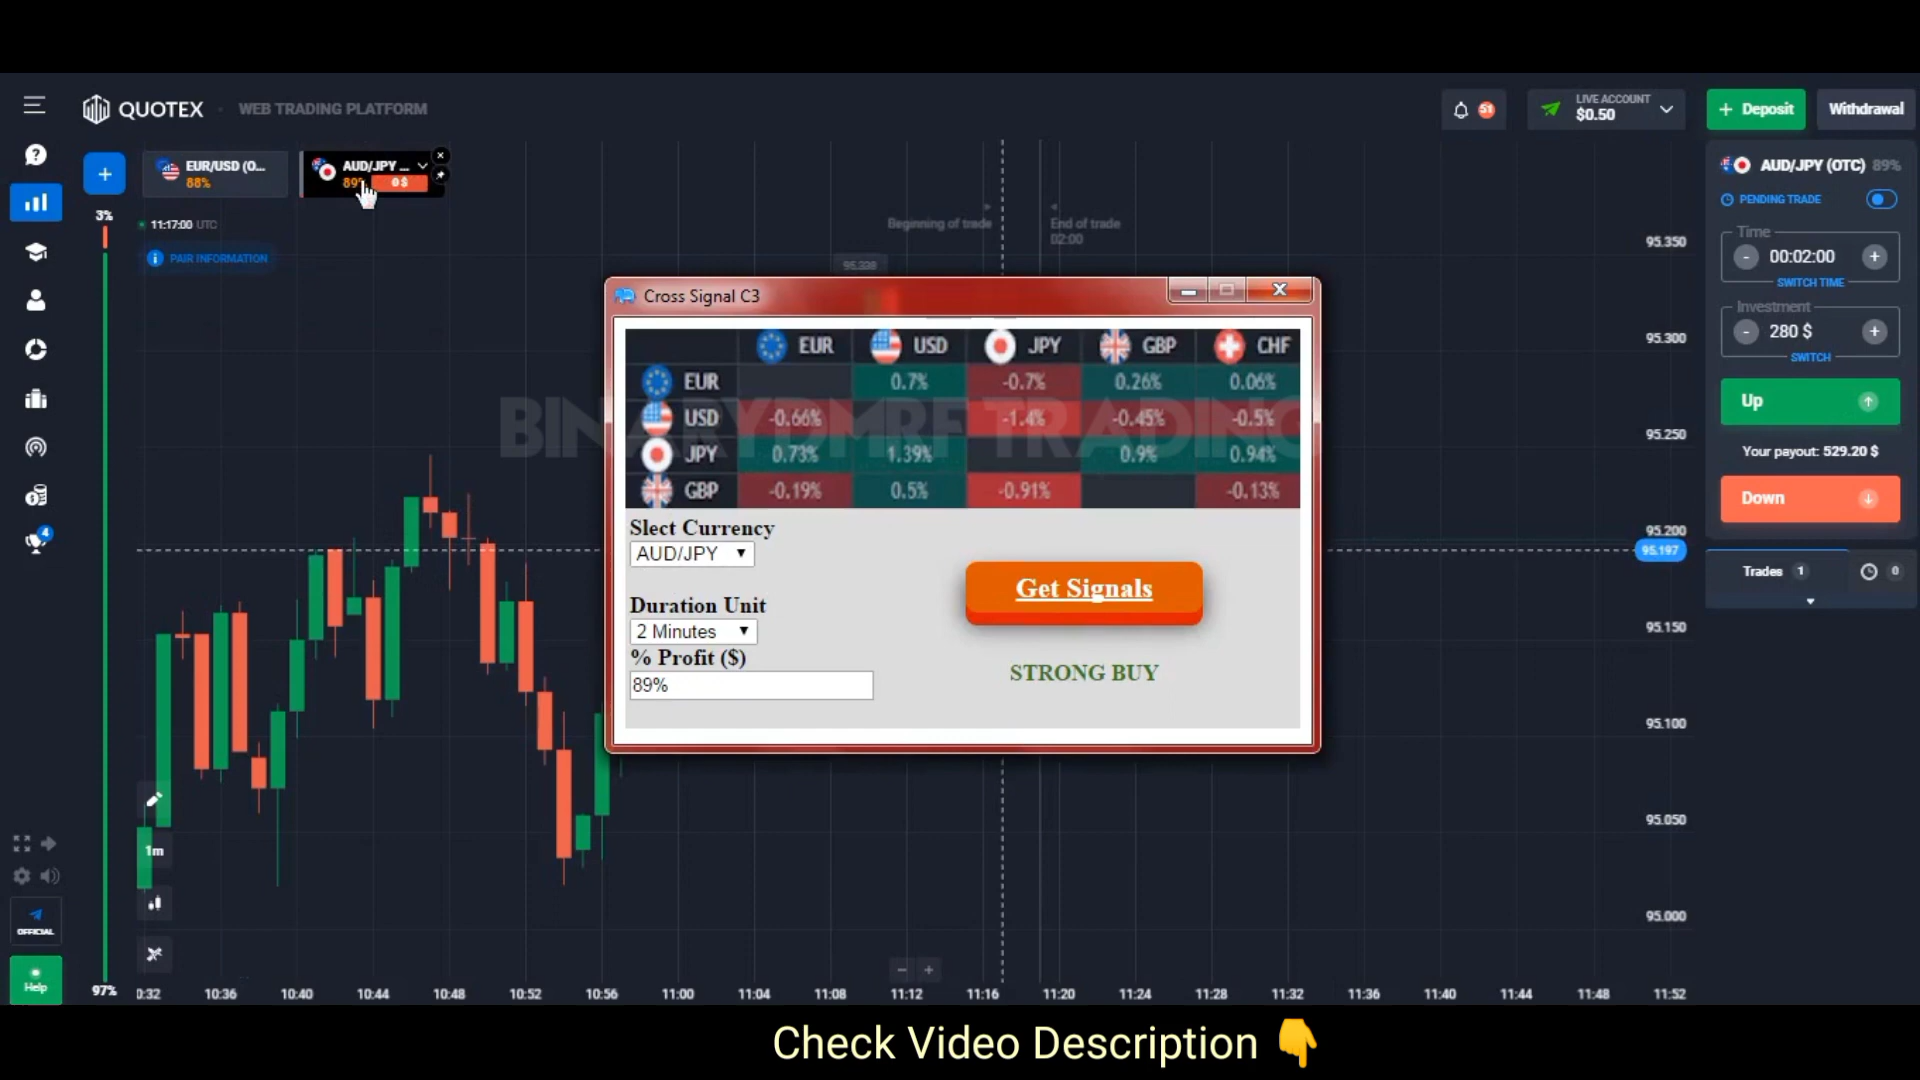 QUOTEX
WEB TRADING PLATFORM
51
LIVE ACCOUNT
$0.50
+ Deposit
Withdrawal
+
EUR/USD (O...
88%
AUD/JPY ...
89%
0 $
3%
11:17:00 UTC
PAIR INFORMATION
Beginning of trade
End of trade
02:00
AUD/JPY (OTC) 89%
PENDING TRADE
Time
- 00:02:00 +
SWITCH TIME
Investment
- 280 $ +
SWITCH
Up
Your payout: 529.20 $
Down
Trades 1
0
Cross Signal C3
EUR USD JPY GBP CHF
EUR 0.7% -0.7% 0.26% 0.06%
USD -0.66% -1.4% -0.45% -0.5%
JPY 0.73% 1.39% 0.9% 0.94%
GBP -0.19% 0.5% -0.91% -0.13%
BINARYDMRF TRADING
Slect Currency
AUD/JPY
Duration Unit
2 Minutes
% Profit ($)
89%
Get Signals
STRONG BUY
95.350
95.300
95.250
95.200
95.197
95.150
95.100
95.050
95.000
4
1m
OFFICIAL
Help
97%
0:32 10:36 10:40 10:44 10:48 10:52 10:56 11:00 11:04 11:08 11:12 11:16 11:20 11:24 11:28 11:32 11:36 11:40 11:44 11:48 11:52
Check Video Description 👇